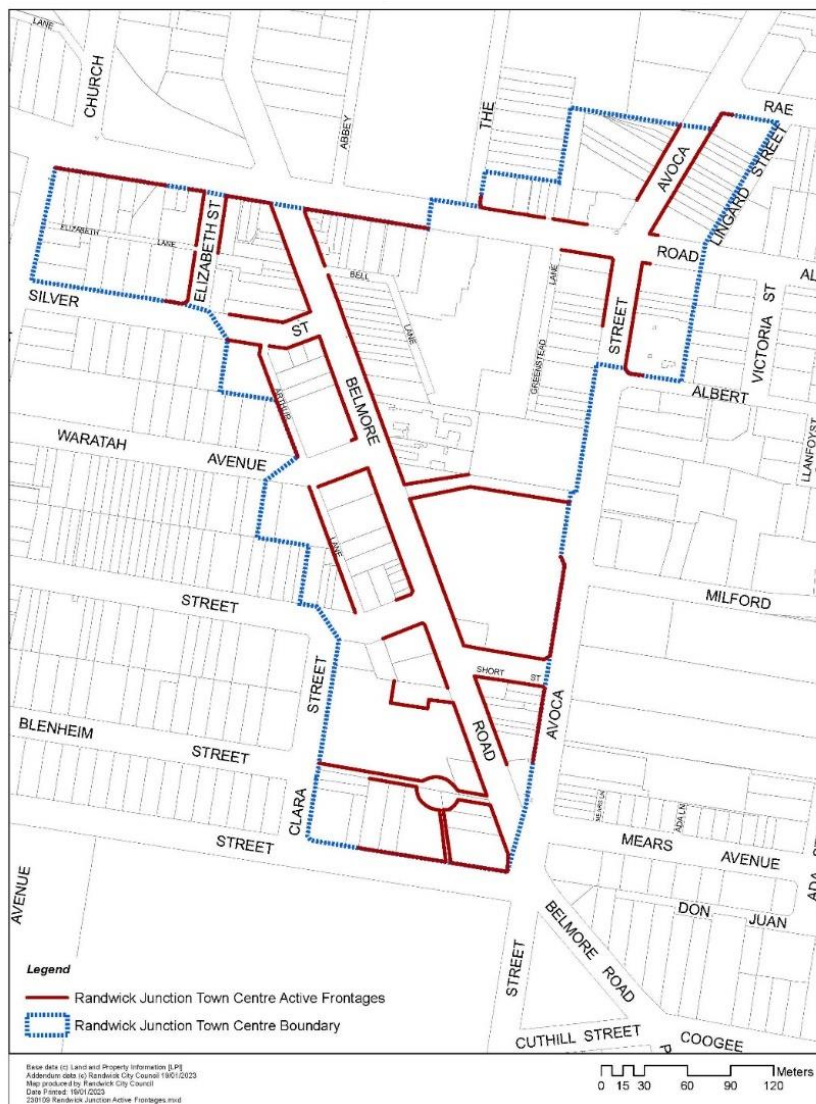 LANE
CHURCH
ABBEY
THE
RAE
AVOCA
LINGARD STREET
ELIZABETH
LANE
ELIZABETH ST
ROAD
AL
BELL
LANE
LANE
SILVER
ST
STREET
VICTORIA ST
GREENSTEAD
ALBERT
BELMORE
ARTHUR
LLANFOYST
WARATAH
AVENUE
LANE
STREET
MILFORD
SHORT
ST
STREET
AVOCA
BLENHEIM
STREET
ROAD
CLARA
STREET
MEARS LN
ADA LN
MEARS
AVENUE
ADA ST
AVENUE
DON
JUAN
BELMORE
ROAD
STREET
CUTHILL STREET
COOGEE
P
Legend
Randwick Junction Town Centre Active Frontages
Randwick Junction Town Centre Boundary
Base data (c) Land and Property Information [LPI]
Addendum data (c) Randwick City Council 19/01/2023
Map produced by Randwick City Council
Date Printed: 19/01/2023
230109 Randwick Junction Active Frontages.mxd
Meters
0 15 30 60 90 120